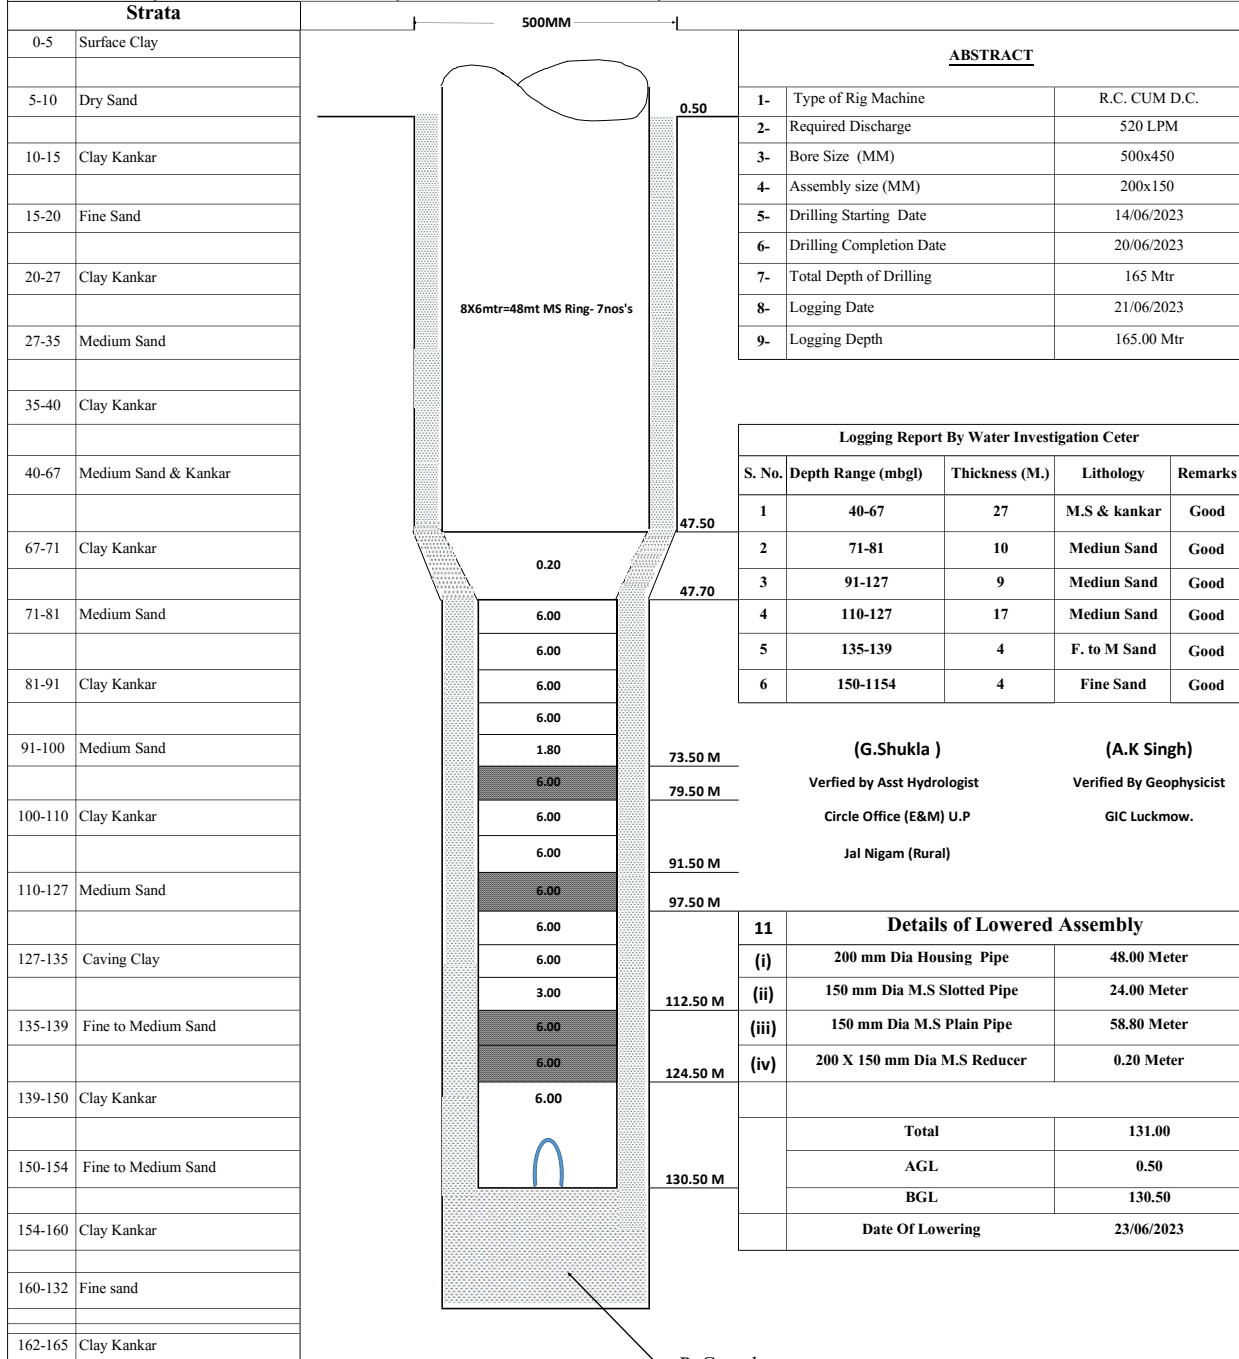 Strata
0-5 Surface Clay
5-10 Dry Sand
10-15 Clay Kankar
15-20 Fine Sand
20-27 Clay Kankar
27-35 Medium Sand
35-40 Clay Kankar
40-67 Medium Sand & Kankar
67-71 Clay Kankar
71-81 Medium Sand
81-91 Clay Kankar
91-100 Medium Sand
100-110 Clay Kankar
110-127 Medium Sand
127-135 Caving Clay
135-139 Fine to Medium Sand
139-150 Clay Kankar
150-154 Fine to Medium Sand
154-160 Clay Kankar
160-132 Fine sand
162-165 Clay Kankar
500MM
0.50
8X6mtr=48mt MS Ring- 7nos's
47.50
0.20
47.70
6.00
6.00
6.00
6.00
1.80
73.50 M
6.00
79.50 M
6.00
6.00
91.50 M
6.00
97.50 M
6.00
6.00
3.00
112.50 M
6.00
6.00
124.50 M
6.00
130.50 M
ABSTRACT
1- Type of Rig Machine R.C. CUM D.C.
2- Required Discharge 520 LPM
3- Bore Size (MM) 500x450
4- Assembly size (MM) 200x150
5- Drilling Starting Date 14/06/2023
6- Drilling Completion Date 20/06/2023
7- Total Depth of Drilling 165 Mtr
8- Logging Date 21/06/2023
9- Logging Depth 165.00 Mtr
Logging Report By Water Investigation Ceter
S. No. Depth Range (mbgl) Thickness (M.) Lithology Remarks
1 40-67 27 M.S & kankar Good
2 71-81 10 Mediun Sand Good
3 91-127 9 Mediun Sand Good
4 110-127 17 Mediun Sand Good
5 135-139 4 F. to M Sand Good
6 150-1154 4 Fine Sand Good
(G.Shukla ) (A.K Singh)
Verfied by Asst Hydrologist Verified By Geophysicist
Circle Office (E&M) U.P GIC Luckmow.
Jal Nigam (Rural)
11 Details of Lowered Assembly
(i) 200 mm Dia Housing Pipe 48.00 Meter
(ii) 150 mm Dia M.S Slotted Pipe 24.00 Meter
(iii) 150 mm Dia M.S Plain Pipe 58.80 Meter
(iv) 200 X 150 mm Dia M.S Reducer 0.20 Meter
Total 131.00
AGL 0.50
BGL 130.50
Date Of Lowering 23/06/2023